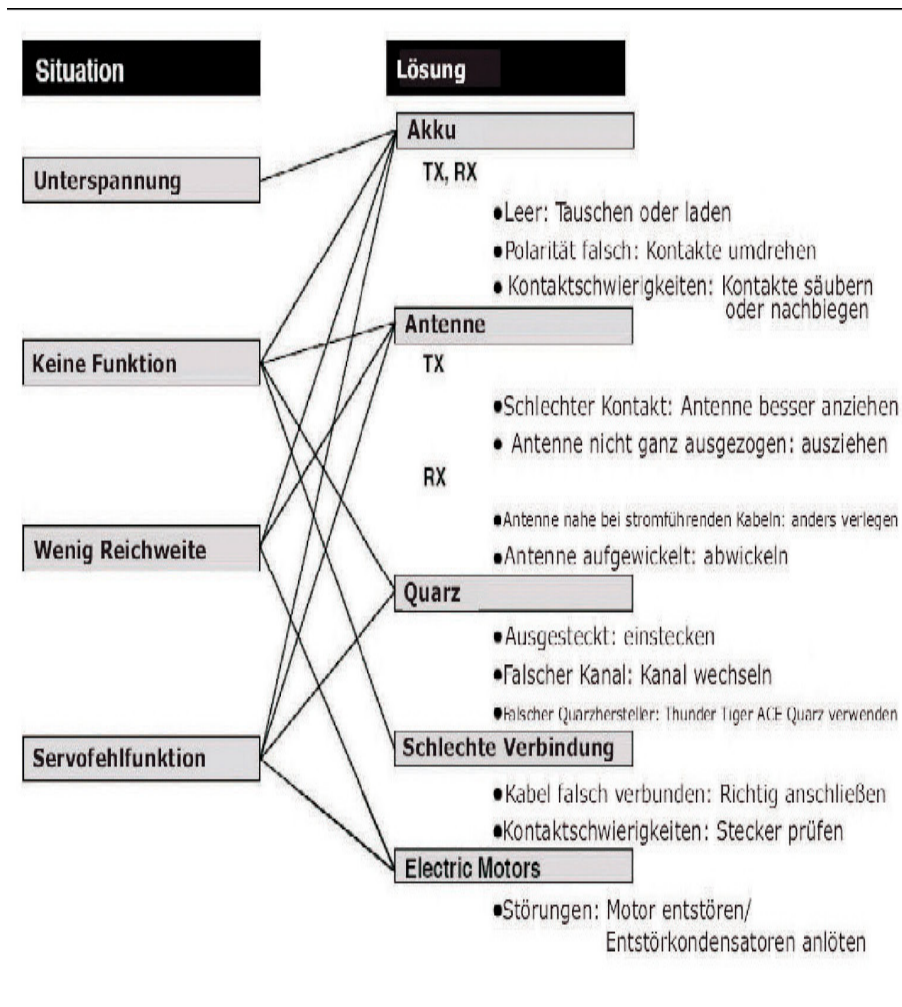 Situation
Lösung
Akku
TX, RX
Unterspannung
●Leer: Tauschen oder laden
●Polarität falsch: Kontakte umdrehen
● Kontaktschwierigkeiten: Kontakte säubern
oder nachbiegen
Antenne
TX
Keine Funktion
●Schlechter Kontakt: Antenne besser anziehen
● Antenne nicht ganz ausgezogen: ausziehen
RX
●Antenne nahe bei stromführenden Kabeln: anders verlegen
Wenig Reichweite
●Antenne aufgewickelt: abwickeln
Quarz
●Ausgesteckt: einstecken
●Falscher Kanal: Kanal wechseln
●Falscher Quarzhersteller: Thunder Tiger ACE Quarz verwenden
Servofehlfunktion
Schlechte Verbindung
●Kabel falsch verbunden: Richtig anschließen
●Kontaktschwierigkeiten: Stecker prüfen
Electric Motors
●Störungen: Motor entstören/
Entstörkondensatoren anlöten